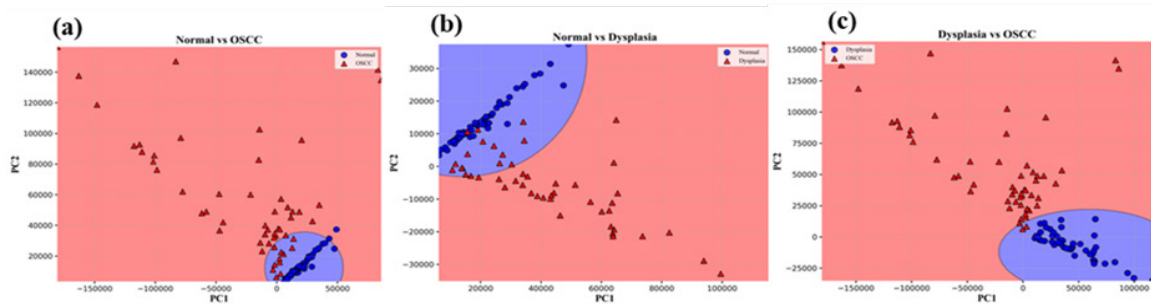 (a)
Normal vs OSCC
Normal
OSCC
140000
120000
100000
80000
60000
40000
20000
PC2
−150000 −100000 −50000 0 50000
PC1
(b)
Normal vs Dysplasia
Normal
Dysplasia
30000
20000
10000
0
−10000
−20000
−30000
PC2
20000 40000 60000 80000 100000
PC1
(c)
Dysplasia vs OSCC
Dysplasia
OSCC
150000
125000
100000
75000
50000
25000
0
−25000
PC2
−150000 −100000 −50000 0 50000 100000
PC1